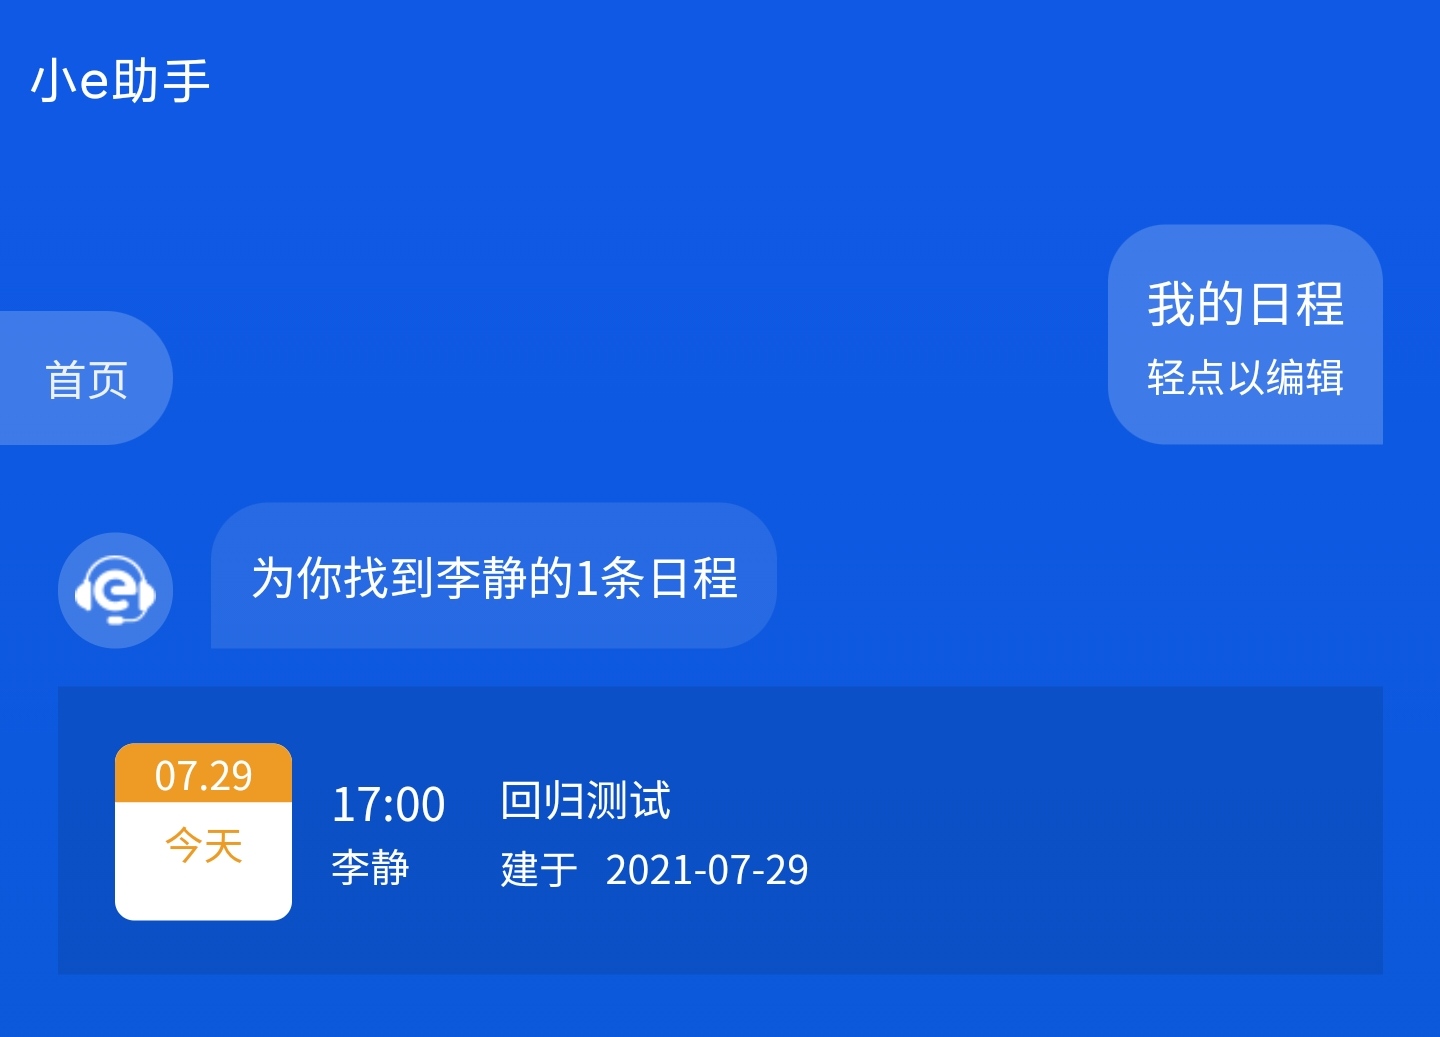 小e助手
我的日程
轻点以编辑
首页
为你找到李静的1条日程
07.29
今天
17:00
李静
回归测试
建于 2021-07-29